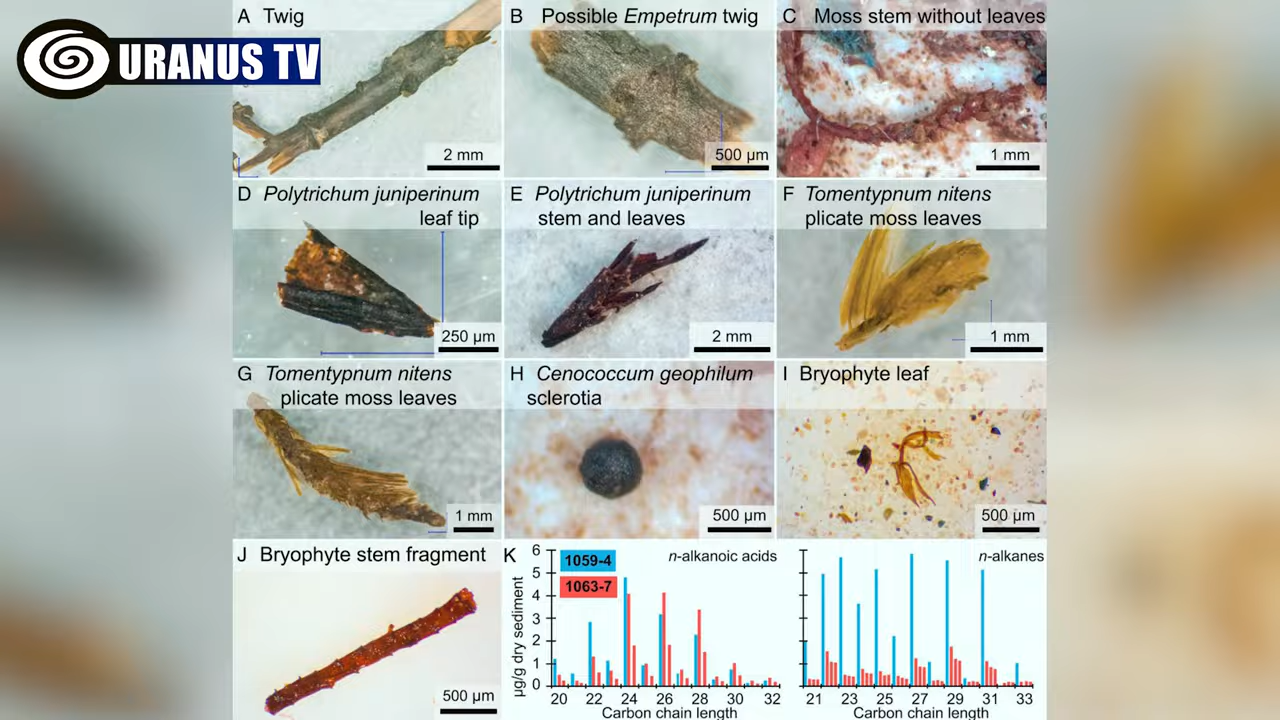 URANUS TV
A Twig
2 mm
B Possible Empetrum twig
500 µm
C Moss stem without leaves
1 mm
D Polytrichum juniperinum
leaf tip
250 µm
E Polytrichum juniperinum
stem and leaves
2 mm
F Tomentypnum nitens
plicate moss leaves
1 mm
G Tomentypnum nitens
plicate moss leaves
1 mm
H Cenococcum geophilum
sclerotia
500 µm
I Bryophyte leaf
500 µm
J Bryophyte stem fragment
500 µm
K
µg/g dry sediment
6
5
4
3
2
1
0
1059-4
1063-7
n-alkanoic acids
20 22 24 26 28 30 32
Carbon chain length
n-alkanes
21 23 25 27 29 31 33
Carbon chain length